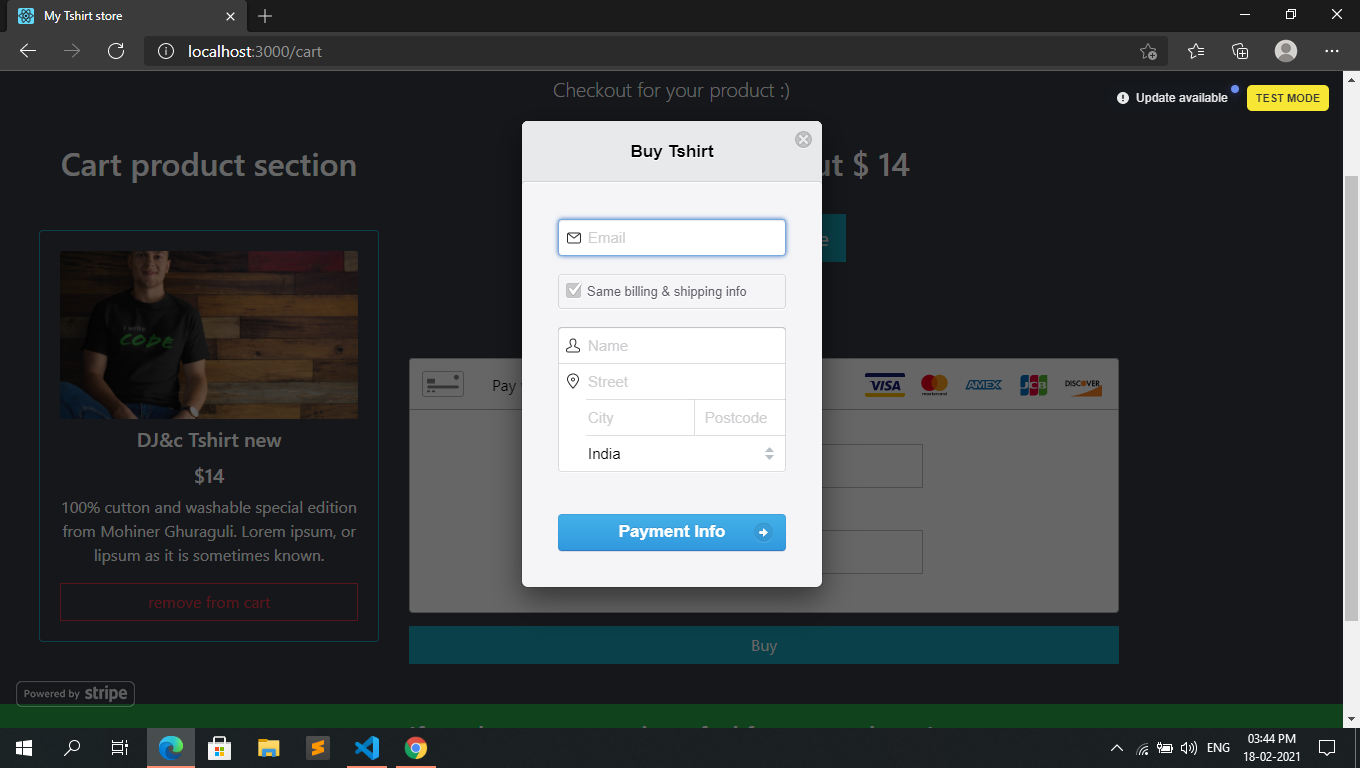 My Tshirt store
localhost:3000/cart
Checkout for your product :)
Update available
TEST MODE
Cart product section
ut $ 14
Buy Tshirt
Email
e
Same billing & shipping info
Name
Street
City Postcode
India
Payment Info
i write
CODE
DJ&c Tshirt new
$14
100% cutton and washable special edition
from Mohiner Ghuraguli. Lorem ipsum, or
lipsum as it is sometimes known.
remove from cart
Pay
VISA mastercard AMEX JCB DISCOVER
Buy
Powered by stripe
ENG
03:44 PM
18-02-2021